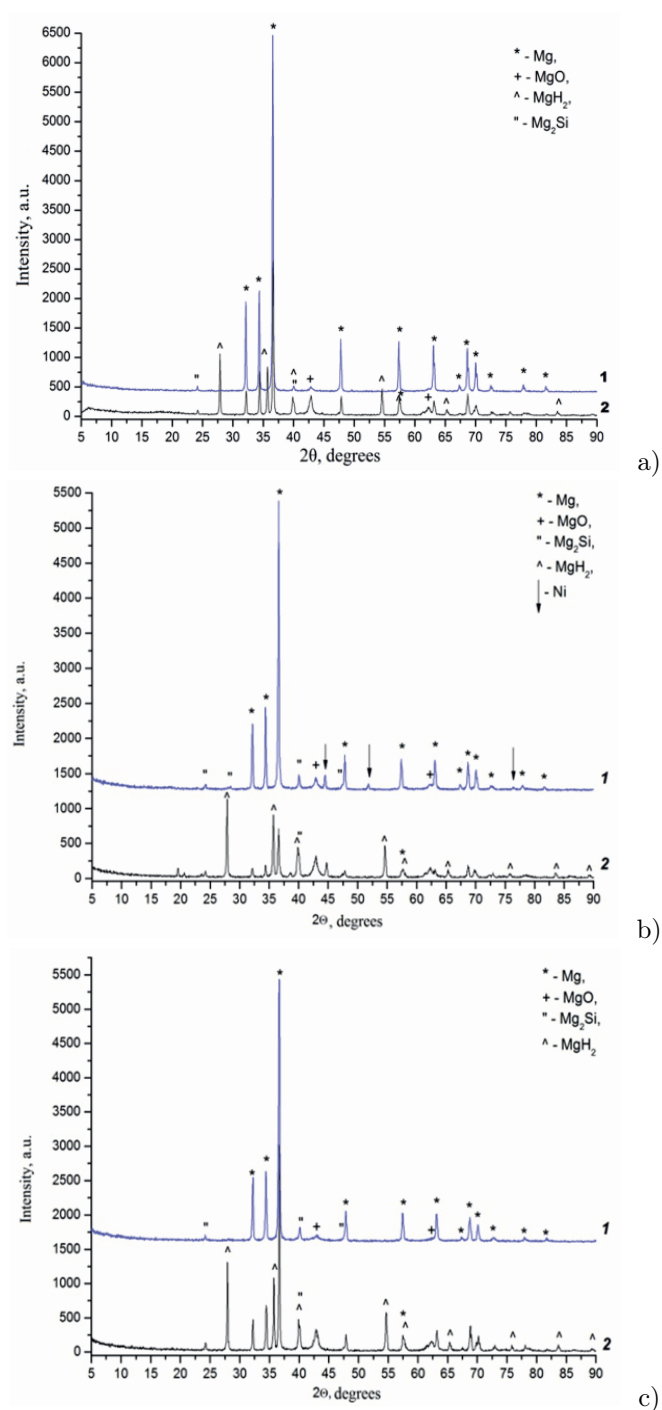 6500
6000
5500
5000
4500
4000
3500
3000
2500
2000
1500
1000
500
0
Intensity, a.u.
* - Mg,
+ - MgO,
^ - MgH₂,
" - Mg₂Si
* * * * * * * * * * * *
^ ^ ^ ^ ^ ^ ^
" "
+ +
1
2
5 10 15 20 25 30 35 40 45 50 55 60 65 70 75 80 85 90
2θ, degrees
a)
5500
5000
4500
4000
3500
3000
2500
2000
1500
1000
500
0
Intensity, a.u.
* - Mg,
+ - MgO,
" - Mg₂Si,
^ - MgH₂,
- Ni
* * * * * * * * * * *
" " " " "
+ +
^ ^ ^ ^ ^ ^ ^ ^ ^
1
2
5 10 15 20 25 30 35 40 45 50 55 60 65 70 75 80 85 90
2Θ, degrees
b)
5500
5000
4500
4000
3500
3000
2500
2000
1500
1000
500
0
Intensity, a.u.
* - Mg,
+ - MgO,
" - Mg₂Si,
^ - MgH₂
* * * * * * * * * * * *
" " " "
+ +
^ ^ ^ ^ ^ ^ ^ ^ ^
1
2
5 10 15 20 25 30 35 40 45 50 55 60 65 70 75 80 85 90
2Θ, degrees
c)